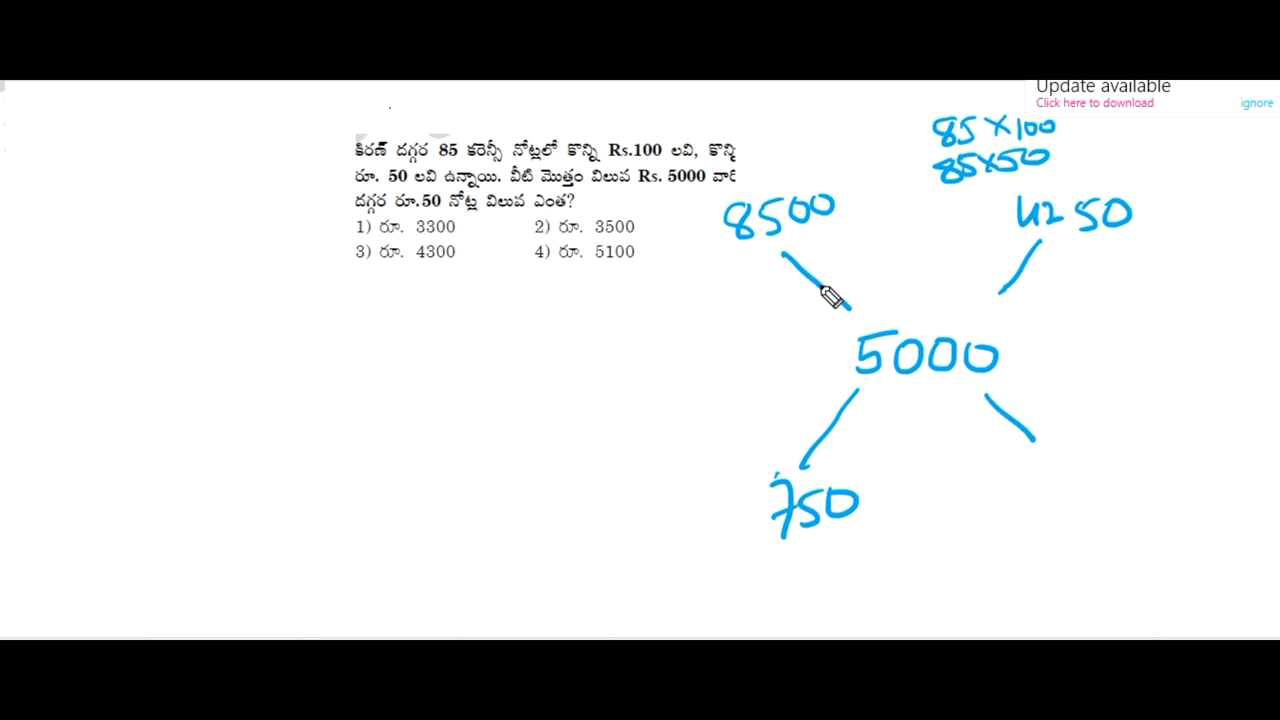 Update available
Click here to download ignore
85 × 100
85 × 50
కిరణ్ దగ్గర 85 కరెన్సీ నోట్లలో కొన్ని Rs.100 లవి, కొన్ని
రూ. 50 లవి ఉన్నాయి. వీటి మొత్తం విలువ Rs. 5000 వారి
దగ్గర రూ.50 నోట్ల విలువ ఎంత?
1) రూ. 3300 2) రూ. 3500
3) రూ. 4300 4) రూ. 5100
8500 4250
5000
750